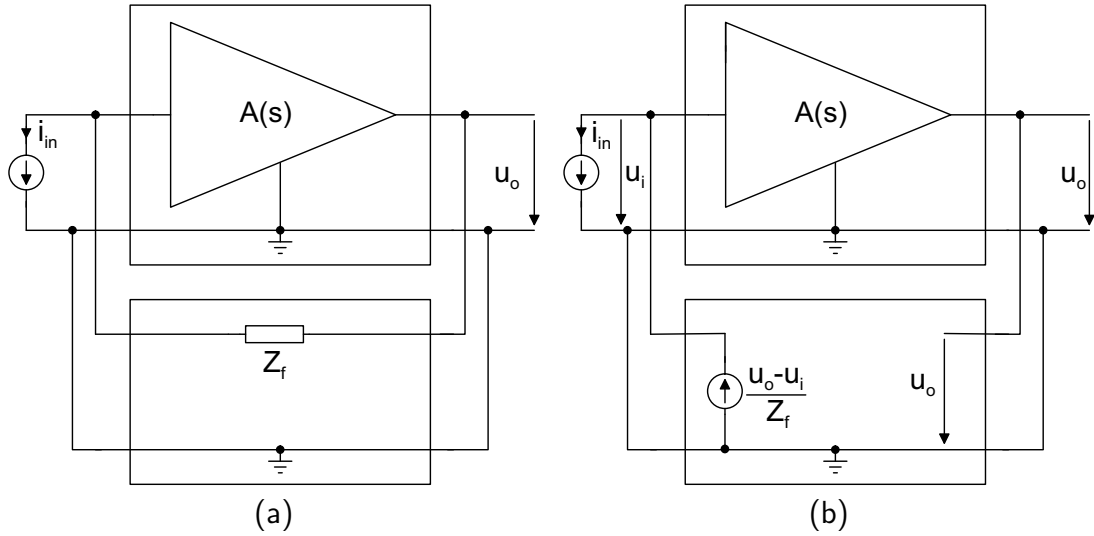 A(s)
i_in
u_o
Z_f
(a)
A(s)
i_in
u_i
u_o
u_o-u_i
Z_f
u_o
(b)